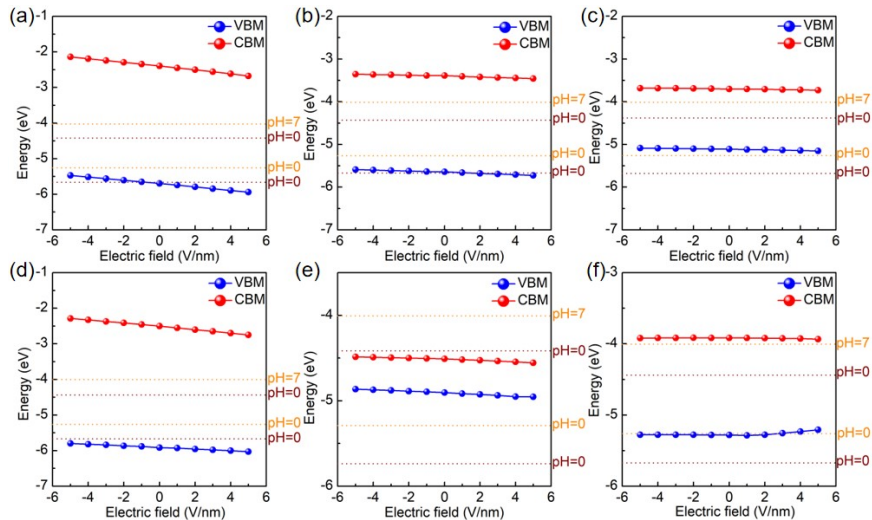 (a)
-1
-2
-3
-4
-5
-6
-7
Energy (eV)
VBM
CBM
pH=7
pH=0
pH=0
pH=0
-6 -4 -2 0 2 4 6
Electric field (V/nm)
(b)
-2
-3
-4
-5
-6
-7
Energy (eV)
VBM
CBM
pH=7
pH=0
pH=0
pH=0
-6 -4 -2 0 2 4 6
Electric field (V/nm)
(c)
-2
-3
-4
-5
-6
-7
Energy (eV)
VBM
CBM
pH=7
pH=0
pH=0
pH=0
-6 -4 -2 0 2 4 6
Electric field (V/nm)
(d)
-1
-2
-3
-4
-5
-6
-7
Energy (eV)
VBM
CBM
pH=7
pH=0
pH=0
pH=0
-6 -4 -2 0 2 4 6
Electric field (V/nm)
(e)
-4
-5
-6
Energy (eV)
VBM
CBM
pH=7
pH=0
pH=0
pH=0
-6 -4 -2 0 2 4 6
Electric field (V/nm)
(f)
-3
-4
-5
-6
Energy (eV)
VBM
CBM
pH=7
pH=0
pH=0
pH=0
-6 -4 -2 0 2 4 6
Electric field (V/nm)